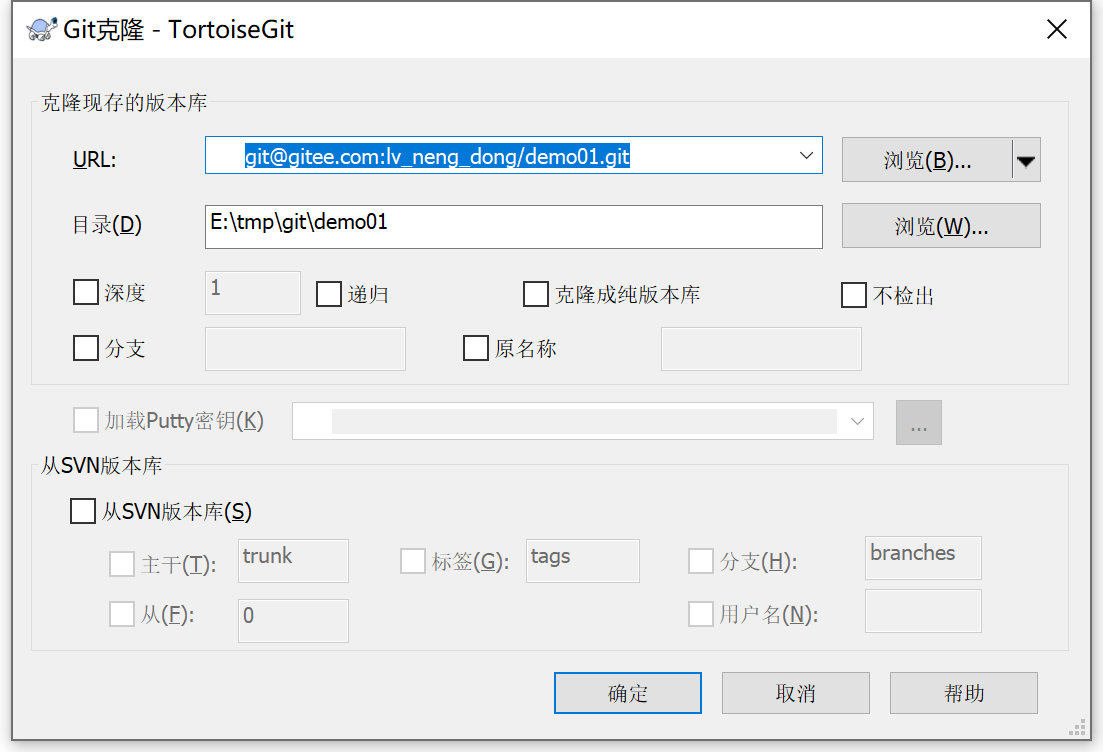 Git克隆 - TortoiseGit
克隆现存的版本库
URL: git@gitee.com:lv_neng_dong/demo01.git 浏览(B)...
目录(D) E:\tmp\git\demo01 浏览(W)...
深度 1 递归 克隆成纯版本库 不检出
分支 原名称
加载Putty密钥(K) ...
从SVN版本库
从SVN版本库(S)
主干(T): trunk 标签(G): tags 分支(H): branches
从(F): 0 用户名(N):
确定 取消 帮助